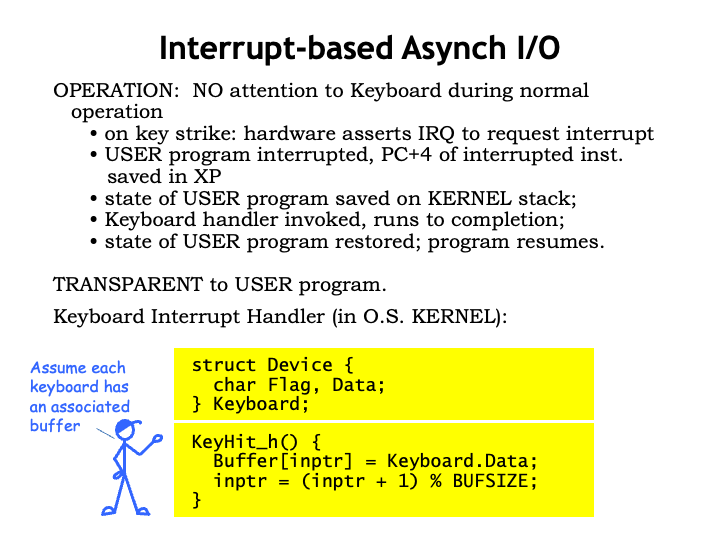 Interrupt-based Asynch I/O
OPERATION: NO attention to Keyboard during normal
operation
• on key strike: hardware asserts IRQ to request interrupt
• USER program interrupted, PC+4 of interrupted inst.
saved in XP
• state of USER program saved on KERNEL stack;
• Keyboard handler invoked, runs to completion;
• state of USER program restored; program resumes.
TRANSPARENT to USER program.
Keyboard Interrupt Handler (in O.S. KERNEL):
Assume each
keyboard has
an associated
buffer
struct Device {
char Flag, Data;
} Keyboard;
KeyHit_h() {
Buffer[inptr] = Keyboard.Data;
inptr = (inptr + 1) % BUFSIZE;
}